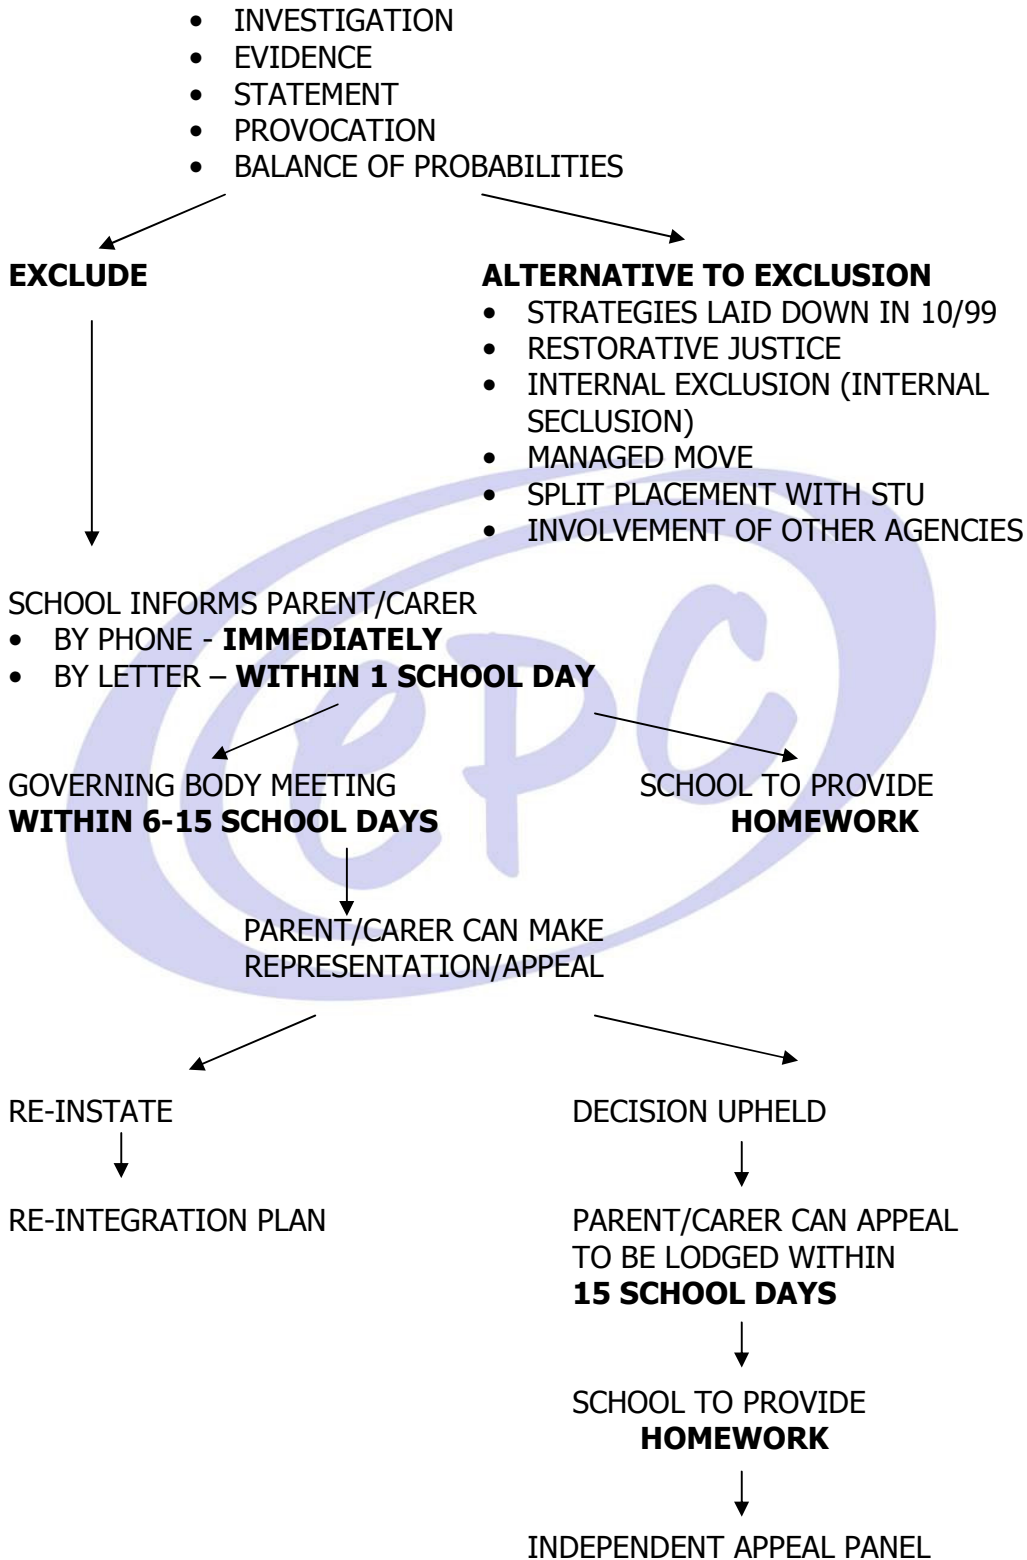 • INVESTIGATION
• EVIDENCE
• STATEMENT
• PROVOCATION
• BALANCE OF PROBABILITIES
EXCLUDE
ALTERNATIVE TO EXCLUSION
• STRATEGIES LAID DOWN IN 10/99
• RESTORATIVE JUSTICE
• INTERNAL EXCLUSION (INTERNAL
SECLUSION)
• MANAGED MOVE
• SPLIT PLACEMENT WITH STU
• INVOLVEMENT OF OTHER AGENCIES
SCHOOL INFORMS PARENT/CARER
• BY PHONE - IMMEDIATELY
• BY LETTER – WITHIN 1 SCHOOL DAY
GOVERNING BODY MEETING
WITHIN 6-15 SCHOOL DAYS
SCHOOL TO PROVIDE
HOMEWORK
PARENT/CARER CAN MAKE
REPRESENTATION/APPEAL
RE-INSTATE
RE-INTEGRATION PLAN
DECISION UPHELD
PARENT/CARER CAN APPEAL
TO BE LODGED WITHIN
15 SCHOOL DAYS
SCHOOL TO PROVIDE
HOMEWORK
INDEPENDENT APPEAL PANEL
ePC